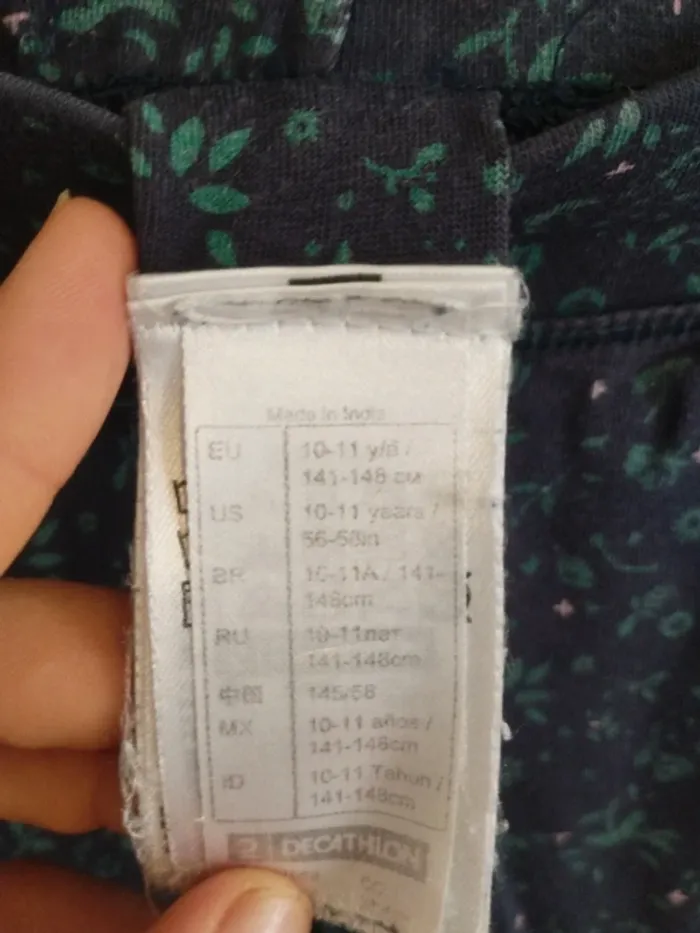 Made in India
EU 10-11 y/a /
141-148 cm
US 10-11 years /
56-58in
BR 10-11A / 141-
148cm
RU 10-11лет
141-148cm
中国 145/68
MX 10-11 años /
141-148cm
ID 10-11 Tahun /
141-148cm
DECATHLON